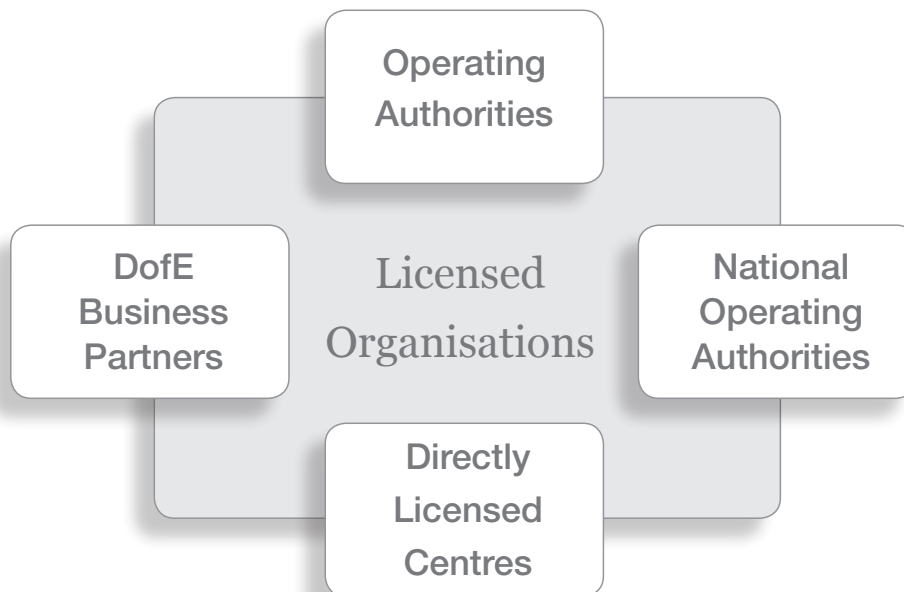 Operating
Authorities
DofE
Business
Partners
Licensed
Organisations
National
Operating
Authorities
Directly
Licensed
Centres